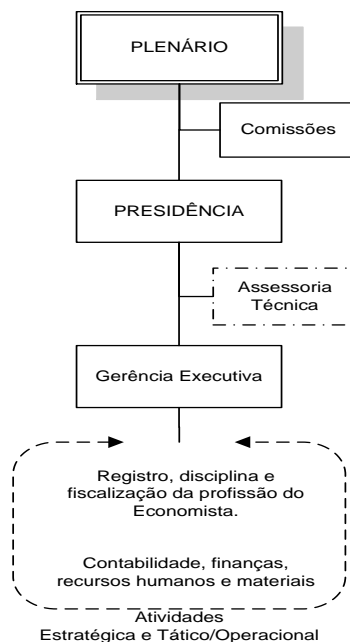 PLENÁRIO
Comissões
PRESIDÊNCIA
Assessoria
Técnica
Gerência Executiva
Registro, disciplina e
fiscalização da profissão do
Economista.
Contabilidade, finanças,
recursos humanos e materiais
Atividades
Estratégica e Tático/Operacional